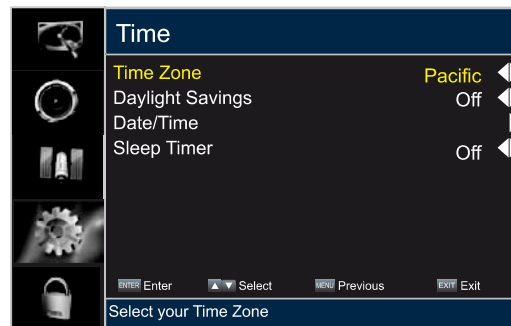 Time
Time Zone Pacific
Daylight Savings Off
Date/Time
Sleep Timer Off
ENTER Enter ▲ ▼ Select MENU Previous EXIT Exit
Select your Time Zone